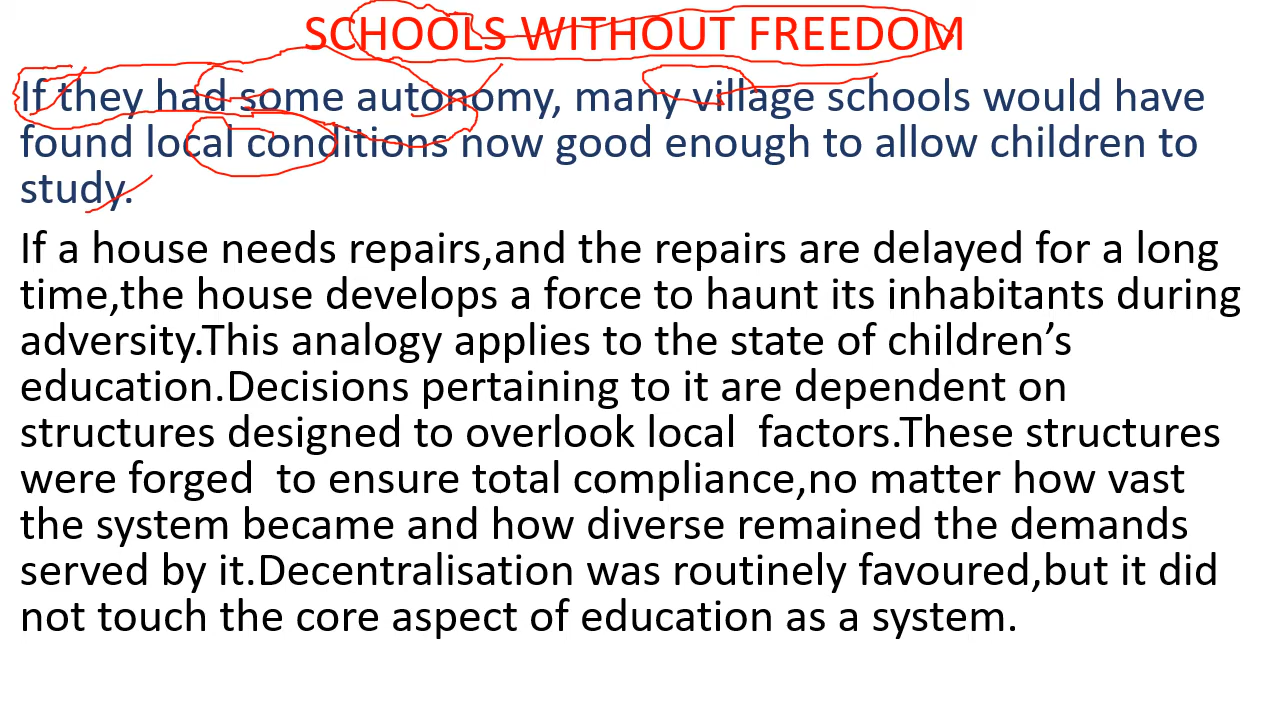 SCHOOLS WITHOUT FREEDOM
If they had some autonomy, many village schools would have
found local conditions now good enough to allow children to
study.
If a house needs repairs,and the repairs are delayed for a long
time,the house develops a force to haunt its inhabitants during
adversity.This analogy applies to the state of children’s
education.Decisions pertaining to it are dependent on
structures designed to overlook local  factors.These structures
were forged  to ensure total compliance,no matter how vast
the system became and how diverse remained the demands
served by it.Decentralisation was routinely favoured,but it did
not touch the core aspect of education as a system.